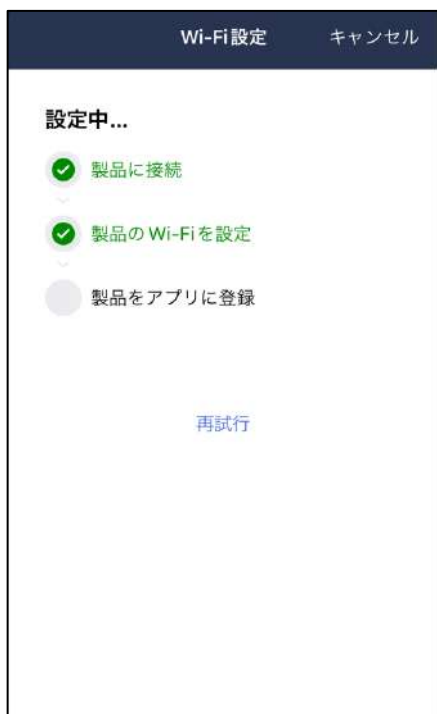 Wi-Fi設定 キャンセル
設定中...
製品に接続
製品のWi-Fiを設定
製品をアプリに登録
再試行